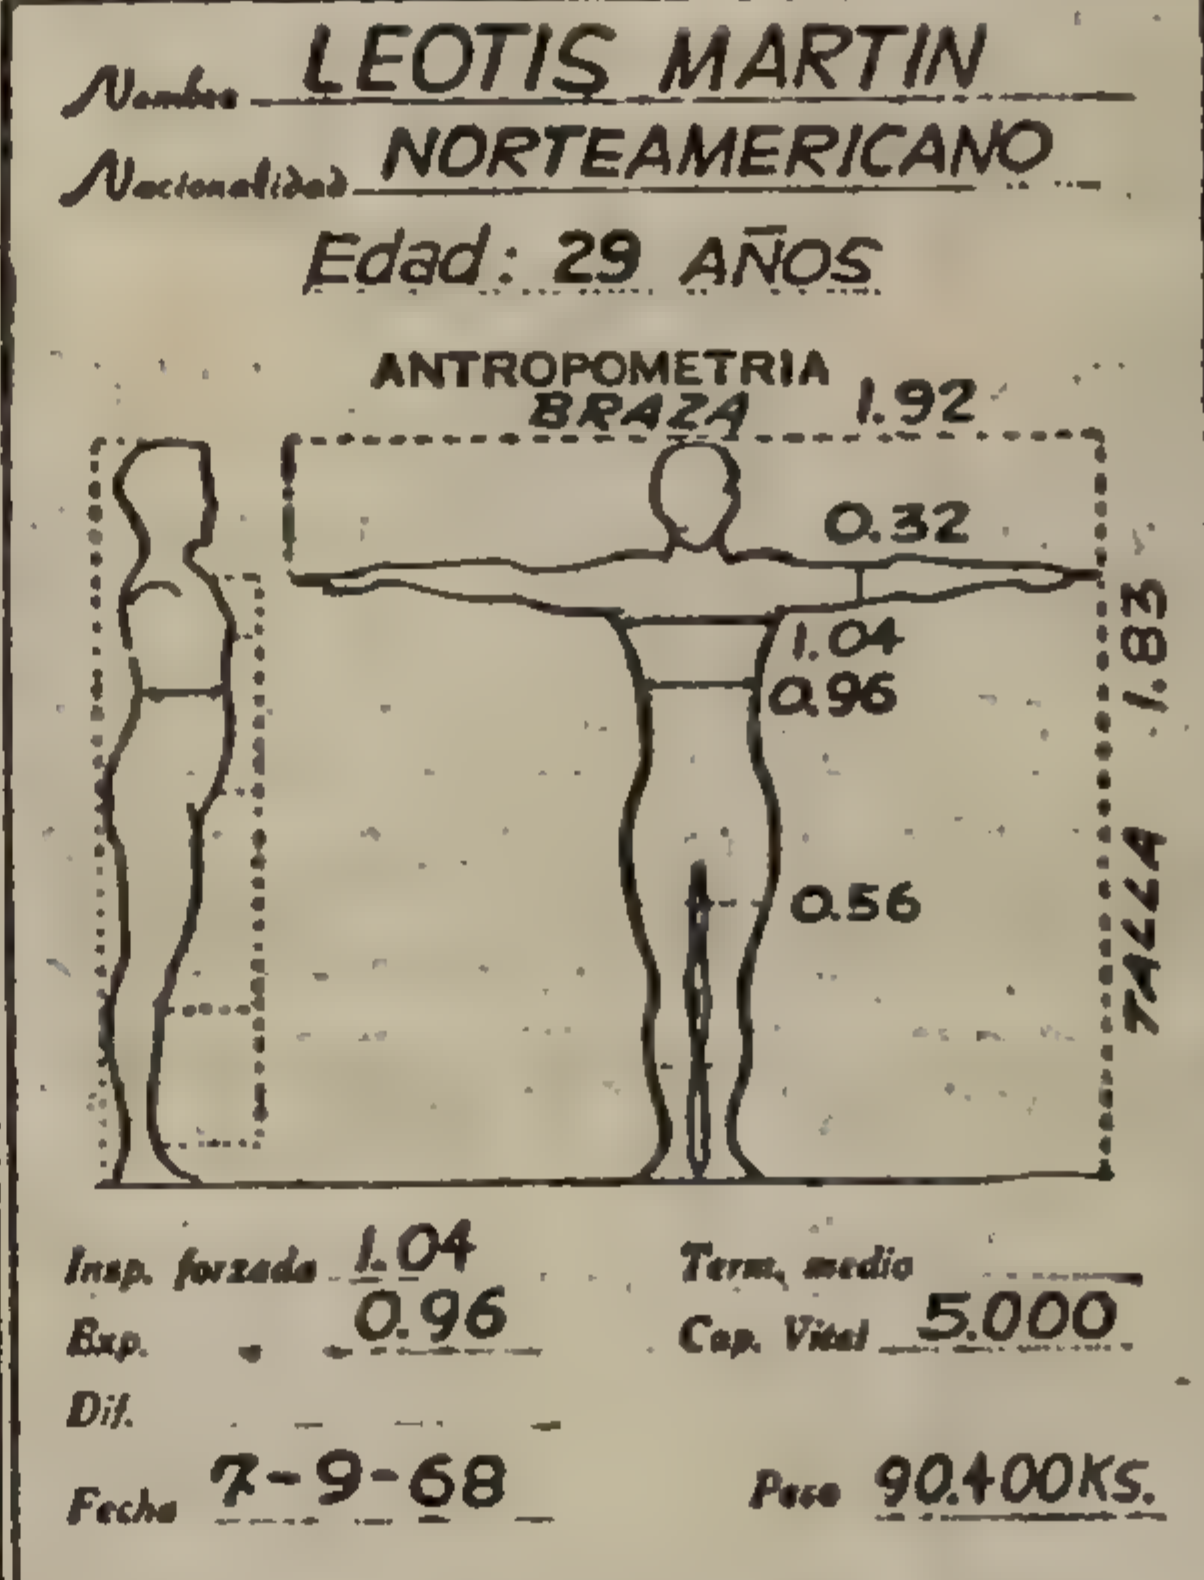 Nombre LEOTIS MARTIN
Nacionalidad NORTEAMERICANO
Edad: 29 AÑOS
ANTROPOMETRIA
BRAZA 1.92
0.32
1.04
0.96
0.56
TALLA 1.83
Insp. forzada 1.04
Term. medio
Exp. 0.96
Cap. Vital 5.000
Dif.
Fecha 7-9-68
Peso 90.400 KS.